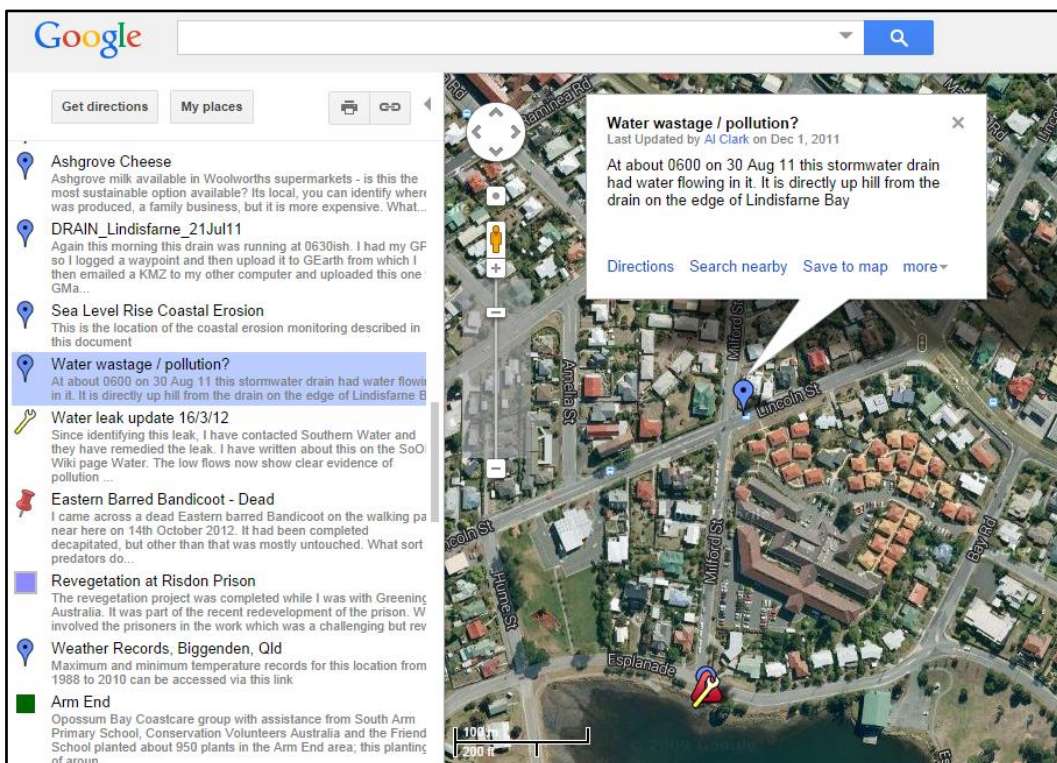 Google
Get directions
My places
Ashgrove Cheese
Ashgrove milk available in Woolworths supermarkets - is this the
most sustainable option available? Its local, you can identify where
was produced, a family business, but it is more expensive. What...
DRAIN_Lindisfarne_21Jul11
Again this morning this drain was running at 0630ish. I had my GP
so I logged a waypoint and then upload it to GEarth from which I
then emailed a KMZ to my other computer and uploaded this one
GMa...
Sea Level Rise Coastal Erosion
This is the location of the coastal erosion monitoring described in
this document
Water wastage / pollution?
At about 0600 on 30 Aug 11 this stormwater drain had water flowin
in it. It is directly up hill from the drain on the edge of Lindisfarne B
Water leak update 16/3/12
Since identifying this leak, I have contacted Southern Water and
they have remedied the leak. I have written about this on the SoO
Wiki page Water. The low flows now show clear evidence of
pollution ...
Eastern Barred Bandicoot - Dead
I came across a dead Eastern barred Bandicoot on the walking pa
near here on 14th October 2012. It had been completed
decapitated, but other than that was mostly untouched. What sort
predators do...
Revegetation at Risdon Prison
The revegetation project was completed while I was with Greening
Australia. It was part of the recent redevelopment of the prison. W
involved the prisoners in the work which was a challenging but rew
Weather Records, Biggenden, Qld
Maximum and minimum temperature records for this location from
1988 to 2010 can be accessed via this link
Arm End
Opossum Bay Coastcare group with assistance from South Arm
Primary School, Conservation Volunteers Australia and the Friend
School planted about 950 plants in the Arm End area; this planting
of aroun
Water wastage / pollution?
Last Updated by Al Clark on Dec 1, 2011
At about 0600 on 30 Aug 11 this stormwater drain
had water flowing in it. It is directly up hill from the
drain on the edge of Lindisfarne Bay
Directions Search nearby Save to map more
Raminea Rd
Rd
Milford St
Amelia St
Lincoln St
ncoln St
Milford St
Hume St
Bay Rd
Esplanade
100 m
200 ft
© 2009 Google